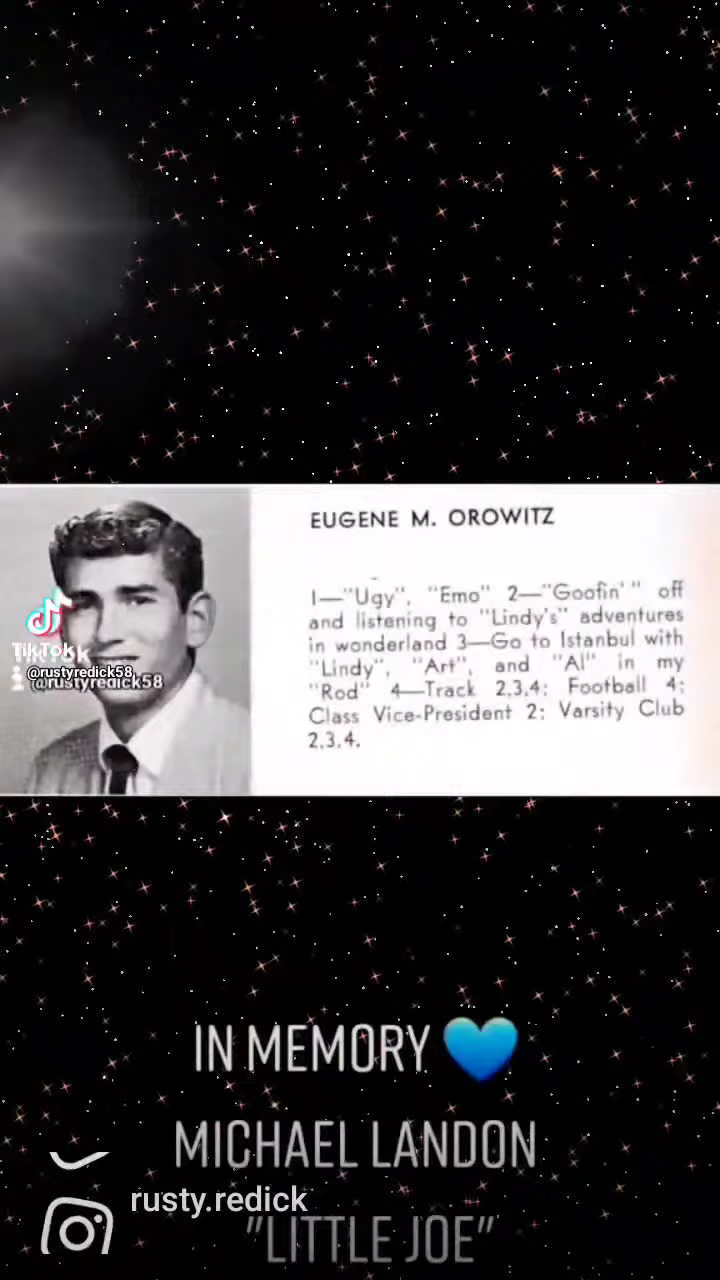 EUGENE M. OROWITZ
1—"Ugy", "Emo" 2—"Goofin'" off
and listening to "Lindy's" adventures
in wonderland 3—Go to Istanbul with
"Lindy", "Art", and "Al" in my
"Rod" 4—Track 2,3,4; Football 4;
Class Vice-President 2; Varsity Club
2,3,4.
TikTok
@rustyredick58
@rustyredick58
IN MEMORY 💙
MICHAEL LANDON
rusty.redick
"LITTLE JOE"